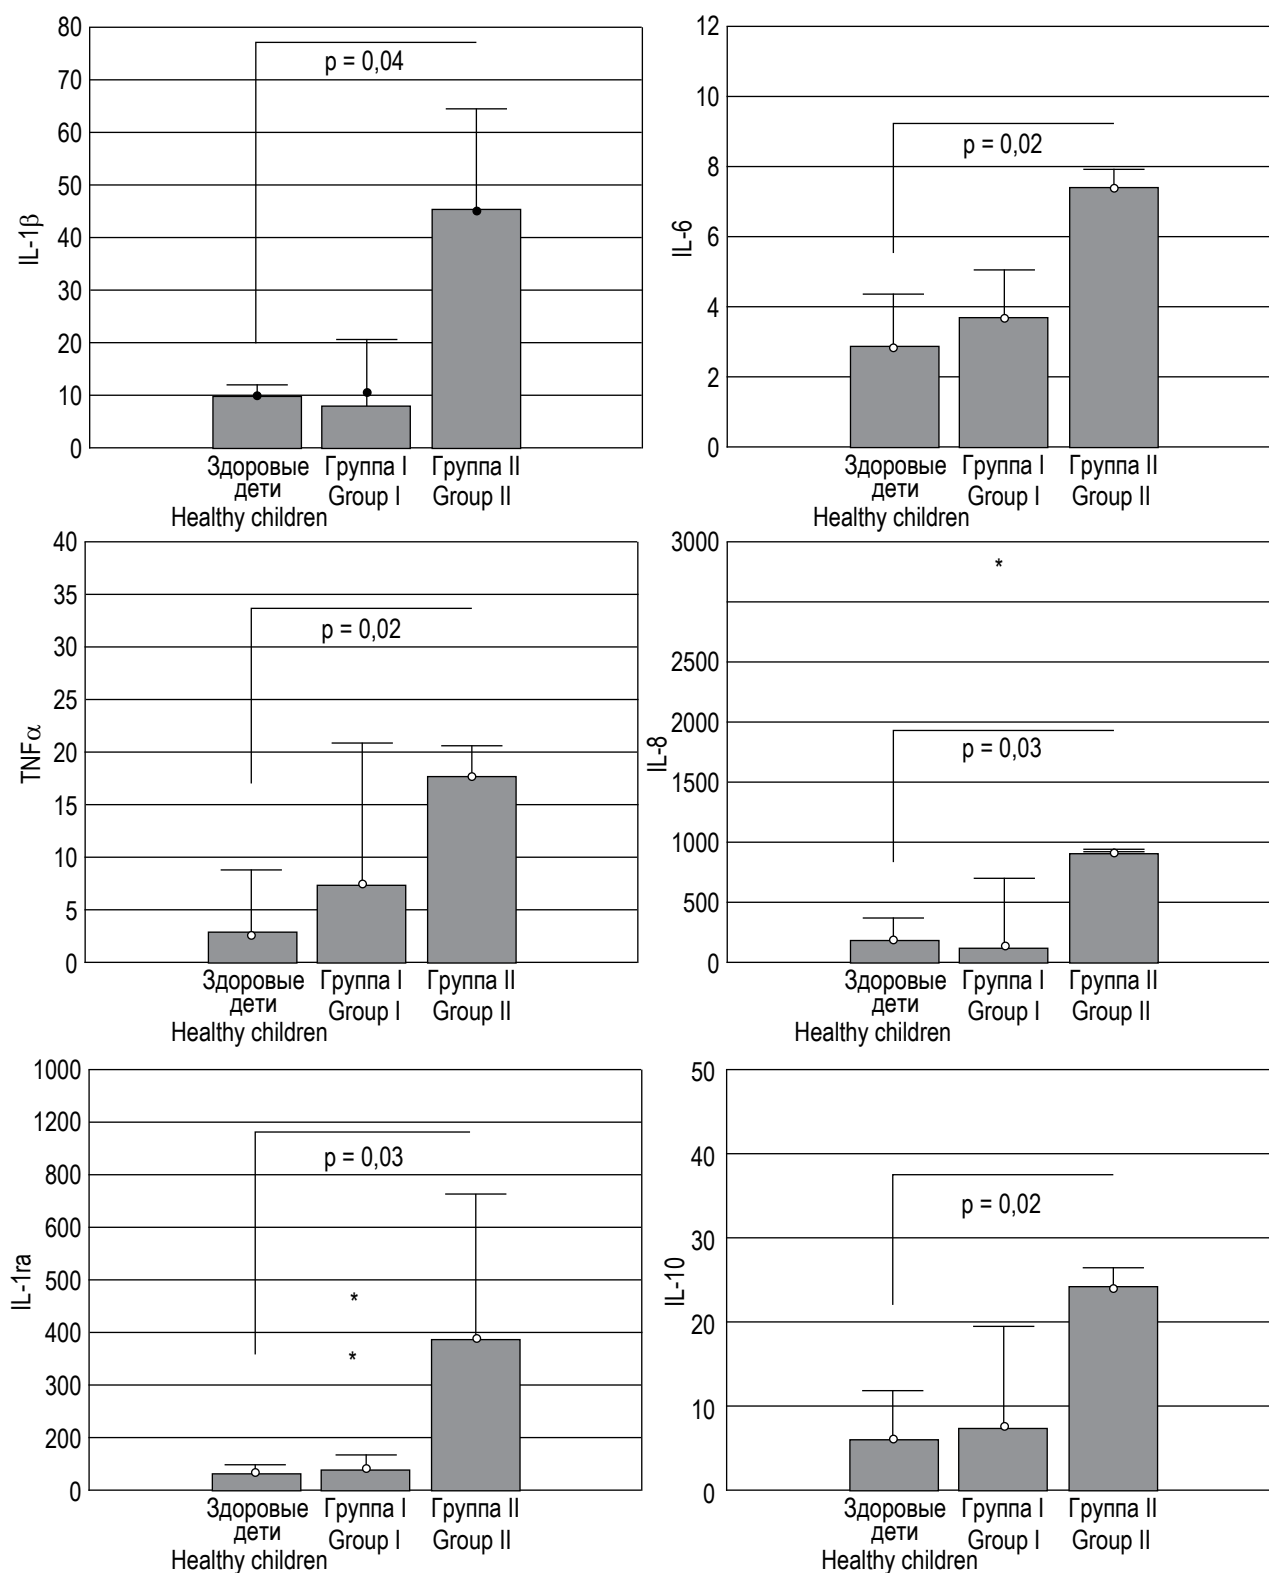 80
70
60
50
40
30
20
10
0
IL-1β
p = 0,04
Здоровые
дети
Healthy children
Группа I
Group I
Группа II
Group II
12
10
8
6
4
2
0
IL-6
p = 0,02
Здоровые
дети
Healthy children
Группа I
Group I
Группа II
Group II
40
35
30
25
20
15
10
5
0
TNFα
p = 0,02
Здоровые
дети
Healthy children
Группа I
Group I
Группа II
Group II
3000
2500
2000
1500
1000
500
0
IL-8
*
p = 0,03
Здоровые
дети
Healthy children
Группа I
Group I
Группа II
Group II
1000
1200
800
600
500
400
300
200
0
IL-1ra
p = 0,03
*
*
Здоровые
дети
Healthy children
Группа I
Group I
Группа II
Group II
50
40
30
20
10
0
IL-10
p = 0,02
Здоровые
дети
Healthy children
Группа I
Group I
Группа II
Group II